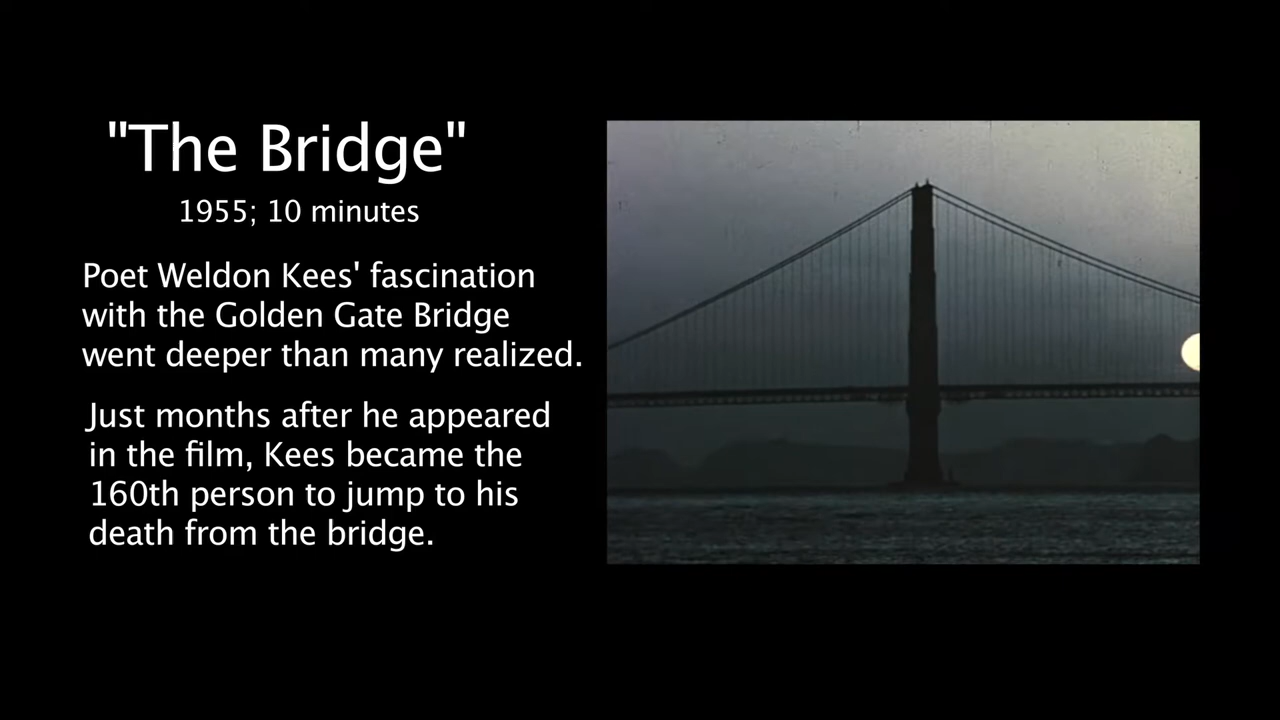 "The Bridge"
1955; 10 minutes
Poet Weldon Kees' fascination
with the Golden Gate Bridge
went deeper than many realized.
Just months after he appeared
in the film, Kees became the
160th person to jump to his
death from the bridge.